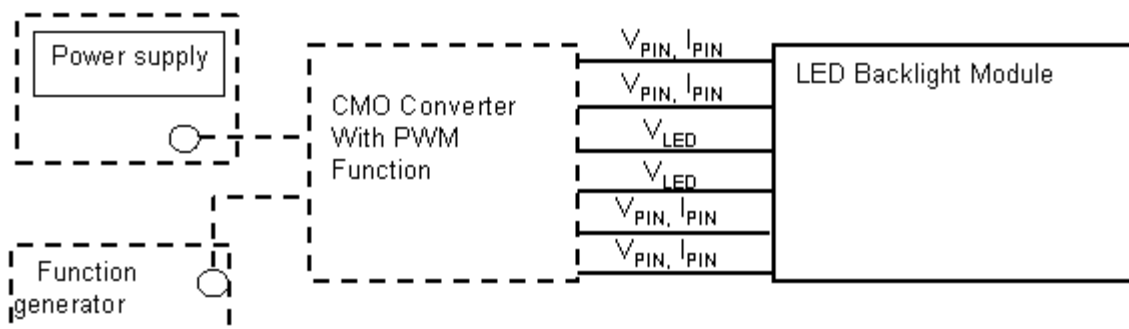 Power supply
CMO Converter
With PWM
Function
Function
generator
V_PIN, I_PIN
V_PIN, I_PIN
V_LED
V_LED
V_PIN, I_PIN
V_PIN, I_PIN
LED Backlight Module